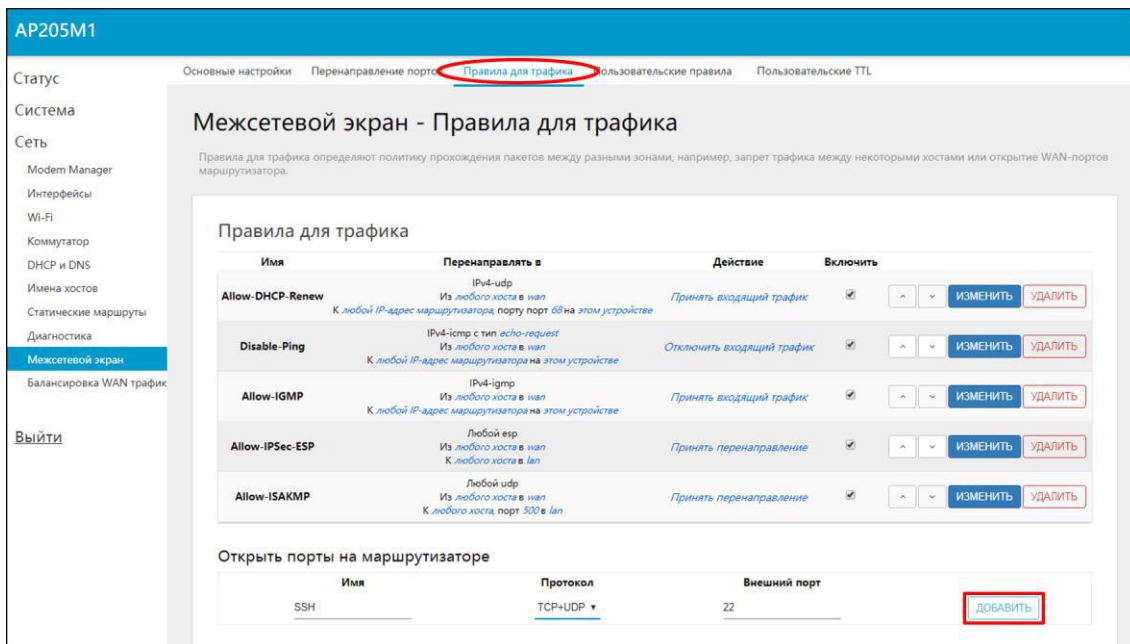 AP205M1
Статус
Система
Сеть
Modem Manager
Интерфейсы
Wi-Fi
Коммутатор
DHCP и DNS
Имена хостов
Статические маршруты
Диагностика
Межсетевой экран
Балансировка WAN трафик
Выйти
Основные настройки Перенаправление порто Правила для трафика Пользовательские правила Пользовательские TTL
Межсетевой экран - Правила для трафика
Правила для трафика определяют политику прохождения пакетов между разными зонами, например, запрет трафика между некоторыми хостами или открытие WAN-портов
маршрутизатора.
Правила для трафика
Имя Перенаправлять в Действие Включить
IPv4-udp
Allow-DHCP-Renew Из любого хоста в wan Принять входящий трафик ИЗМЕНИТЬ УДАЛИТЬ
К любой IP-адрес маршрутизатора, порту порт 68 на этом устройстве
IPv4-icmp с тип echo-request
Disable-Ping Из любого хоста в wan Отключить входящий трафик ИЗМЕНИТЬ УДАЛИТЬ
К любой IP-адрес маршрутизатора на этом устройстве
IPv4-igmp
Allow-IGMP Из любого хоста в wan Принять входящий трафик ИЗМЕНИТЬ УДАЛИТЬ
К любой IP-адрес маршрутизатора на этом устройстве
Любой esp
Allow-IPSec-ESP Из любого хоста в wan Принять перенаправление ИЗМЕНИТЬ УДАЛИТЬ
К любого хоста в lan
Любой udp
Allow-ISAKMP Из любого хоста в wan Принять перенаправление ИЗМЕНИТЬ УДАЛИТЬ
К любого хоста, порт 500 в lan
Открыть порты на маршрутизаторе
Имя Протокол Внешний порт
SSH TCP+UDP 22 ДОБАВИТЬ